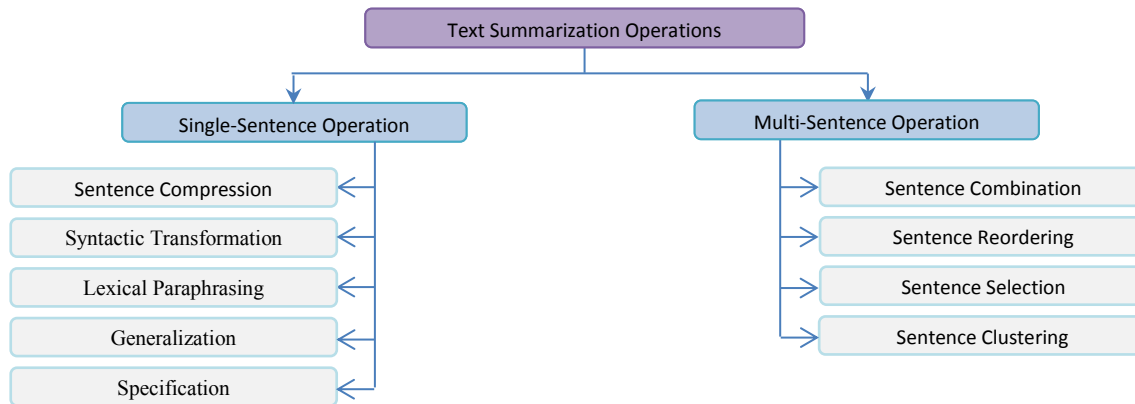 Text Summarization Operations
Single-Sentence Operation
Sentence Compression
Syntactic Transformation
Lexical Paraphrasing
Generalization
Specification
Multi-Sentence Operation
Sentence Combination
Sentence Reordering
Sentence Selection
Sentence Clustering